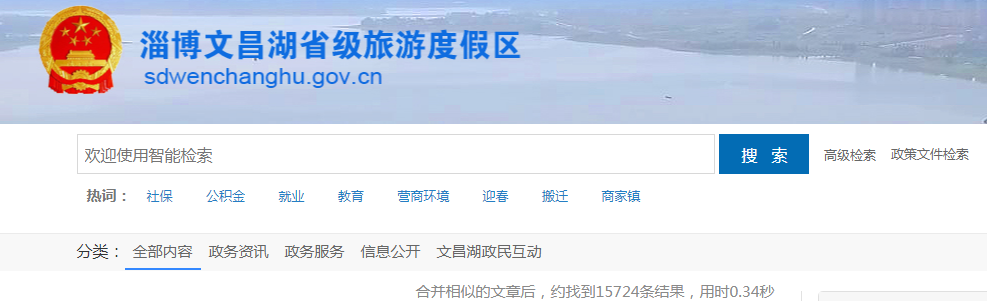 淄博文昌湖省级旅游度假区
sdwenchanghu.gov.cn
欢迎使用智能检索 搜 索 高级检索 政策文件检索
热词： 社保 公积金 就业 教育 营商环境 迎春 搬迁 商家镇
分类： 全部内容 政务资讯 政务服务 信息公开 文昌湖政民互动
合并相似的文章后，约找到15724条结果，用时0.34秒